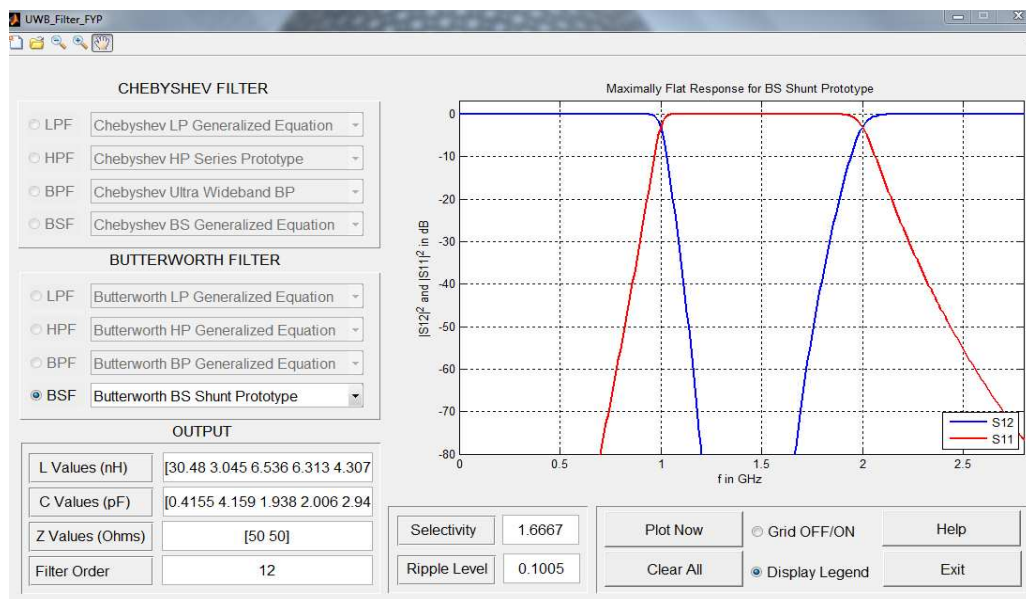 UWB_Filter_FYP
CHEBYSHEV FILTER
LPF Chebyshev LP Generalized Equation
HPF Chebyshev HP Series Prototype
BPF Chebyshev Ultra Wideband BP
BSF Chebyshev BS Generalized Equation
BUTTERWORTH FILTER
LPF Butterworth LP Generalized Equation
HPF Butterworth HP Generalized Equation
BPF Butterworth BP Generalized Equation
BSF Butterworth BS Shunt Prototype
OUTPUT
L Values (nH) [30.48 3.045 6.536 6.313 4.307
C Values (pF) [0.4155 4.159 1.938 2.006 2.94
Z Values (Ohms) [50 50]
Filter Order 12
Maximally Flat Response for BS Shunt Prototype
|S12|² and |S11|² in dB
0
-10
-20
-30
-40
-50
-60
-70
-80
0 0.5 1 1.5 2 2.5
f in GHz
S12
S11
Selectivity 1.6667
Ripple Level 0.1005
Plot Now Grid OFF/ON Help
Clear All Display Legend Exit